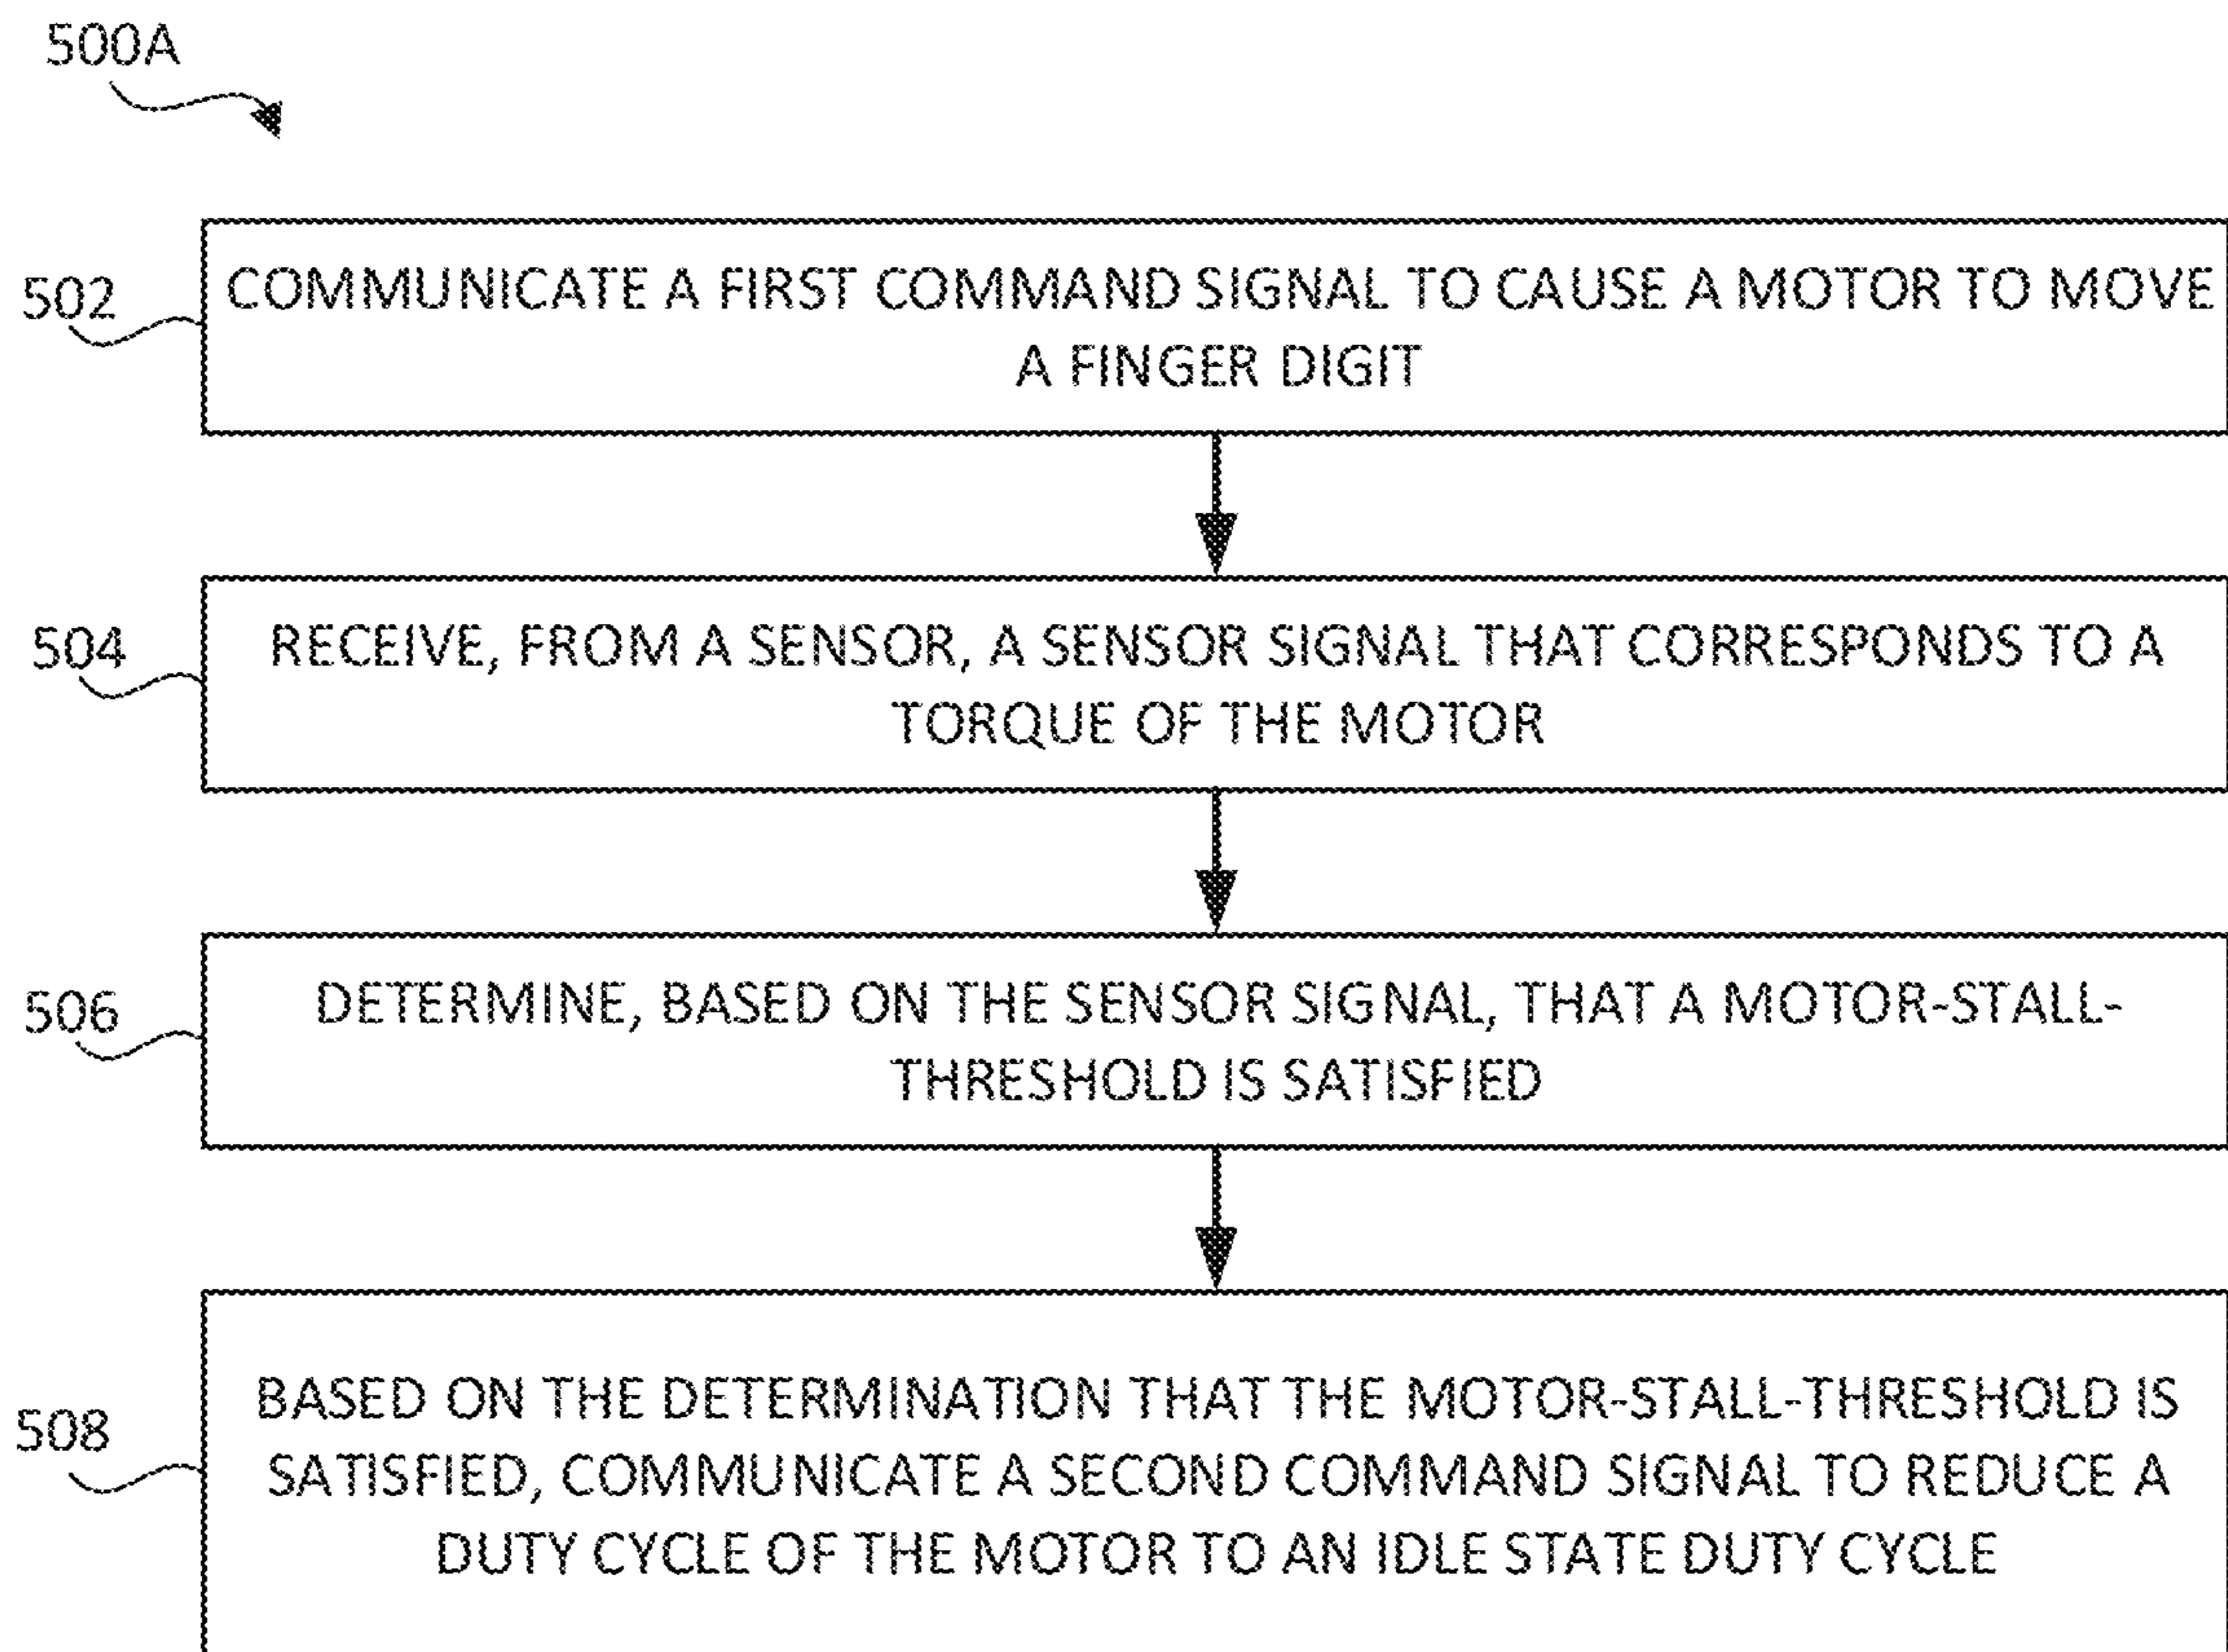 500A
502
COMMUNICATE A FIRST COMMAND SIGNAL TO CAUSE A MOTOR TO MOVE
A FINGER DIGIT
504
RECEIVE, FROM A SENSOR, A SENSOR SIGNAL THAT CORRESPONDS TO A
TORQUE OF THE MOTOR
506
DETERMINE, BASED ON THE SENSOR SIGNAL, THAT A MOTOR-STALL-
THRESHOLD IS SATISFIED
508
BASED ON THE DETERMINATION THAT THE MOTOR-STALL-THRESHOLD IS
SATISFIED, COMMUNICATE A SECOND COMMAND SIGNAL TO REDUCE A
DUTY CYCLE OF THE MOTOR TO AN IDLE STATE DUTY CYCLE